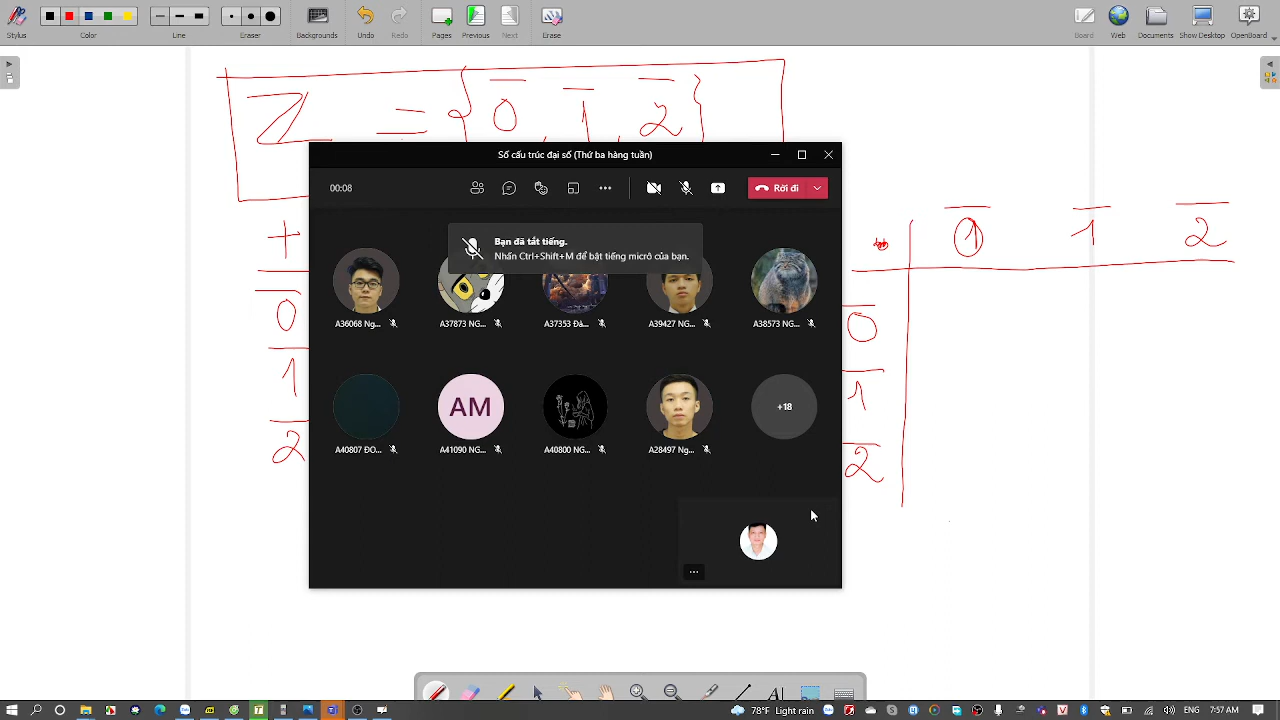 Stylus Color Line Eraser Backgrounds Undo Redo Pages Previous Next Erase Board Web Documents Show Desktop OpenBoard
Z = {0, 1, 2}
Số cấu trúc đại số (Thứ ba hàng tuần)
00:08 Rời đi
Bạn đã tắt tiếng.
Nhấn Ctrl+Shift+M để bật tiếng micrô của bạn.
+
1 2
A36068 Ng... A37873 NG... A37353 Đà... A39427 NG... A38573 NG...
0 0
1 1
AM +18
2 2
A40807 ĐO... A41090 NG... A40800 NG... A28497 Ng...
78°F Light rain 7:57 AM